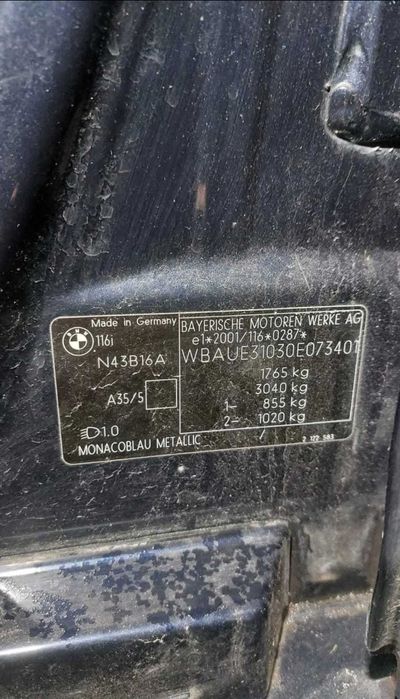 Made in Germany
116i
N43B16A
A35/5
1.0
MONACOBLAU METALLIC
BAYERISCHE MOTOREN WERKE AG
e1*2001/116*0287*
WBAUE31030E073401
1765 kg
3040 kg
1– 855 kg
2– 1020 kg
/
2 122 583